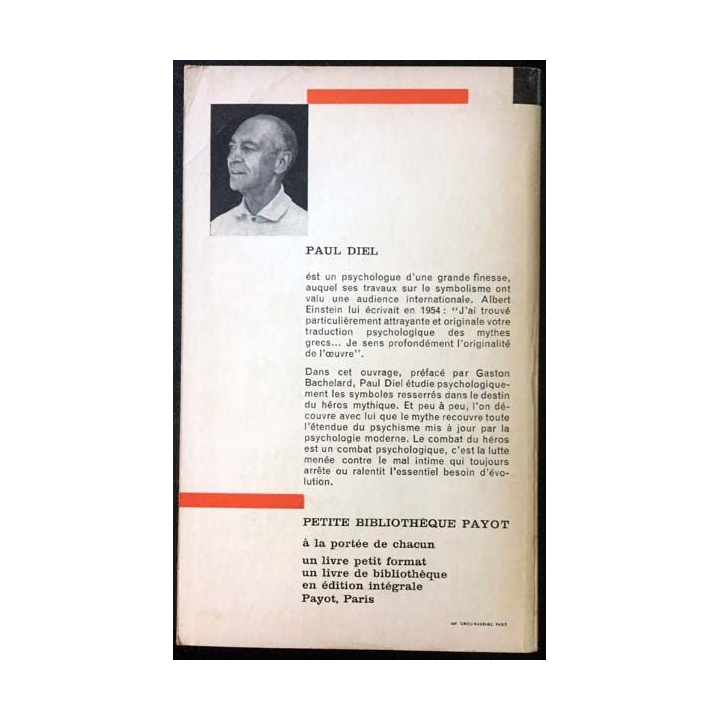 PAUL DIEL
ést un psychologue d'une grande finesse,
auquel ses travaux sur le symbolisme ont
valu une audience internationale. Albert
Einstein lui écrivait en 1954 : "J'ai trouvé
particulièrement attrayante et originale votre
traduction psychologique des mythes
grecs... Je sens profondément l'originalité
de l'œuvre".
Dans cet ouvrage, préfacé par Gaston
Bachelard, Paul Diel étudie psychologique-
ment les symboles resserrés dans le destin
du héros mythique. Et peu à peu, l'on dé-
couvre avec lui que le mythe recouvre toute
l'étendue du psychisme mis à jour par la
psychologie moderne. Le combat du héros
est un combat psychologique, c'est la lutte
menée contre le mal intime qui toujours
arrête ou ralentit l'essentiel besoin d'évo-
lution.
PETITE BIBLIOTHÈQUE PAYOT
à la portée de chacun
un livre petit format
un livre de bibliothèque
en édition intégrale
Payot, Paris
IMP. PARIS